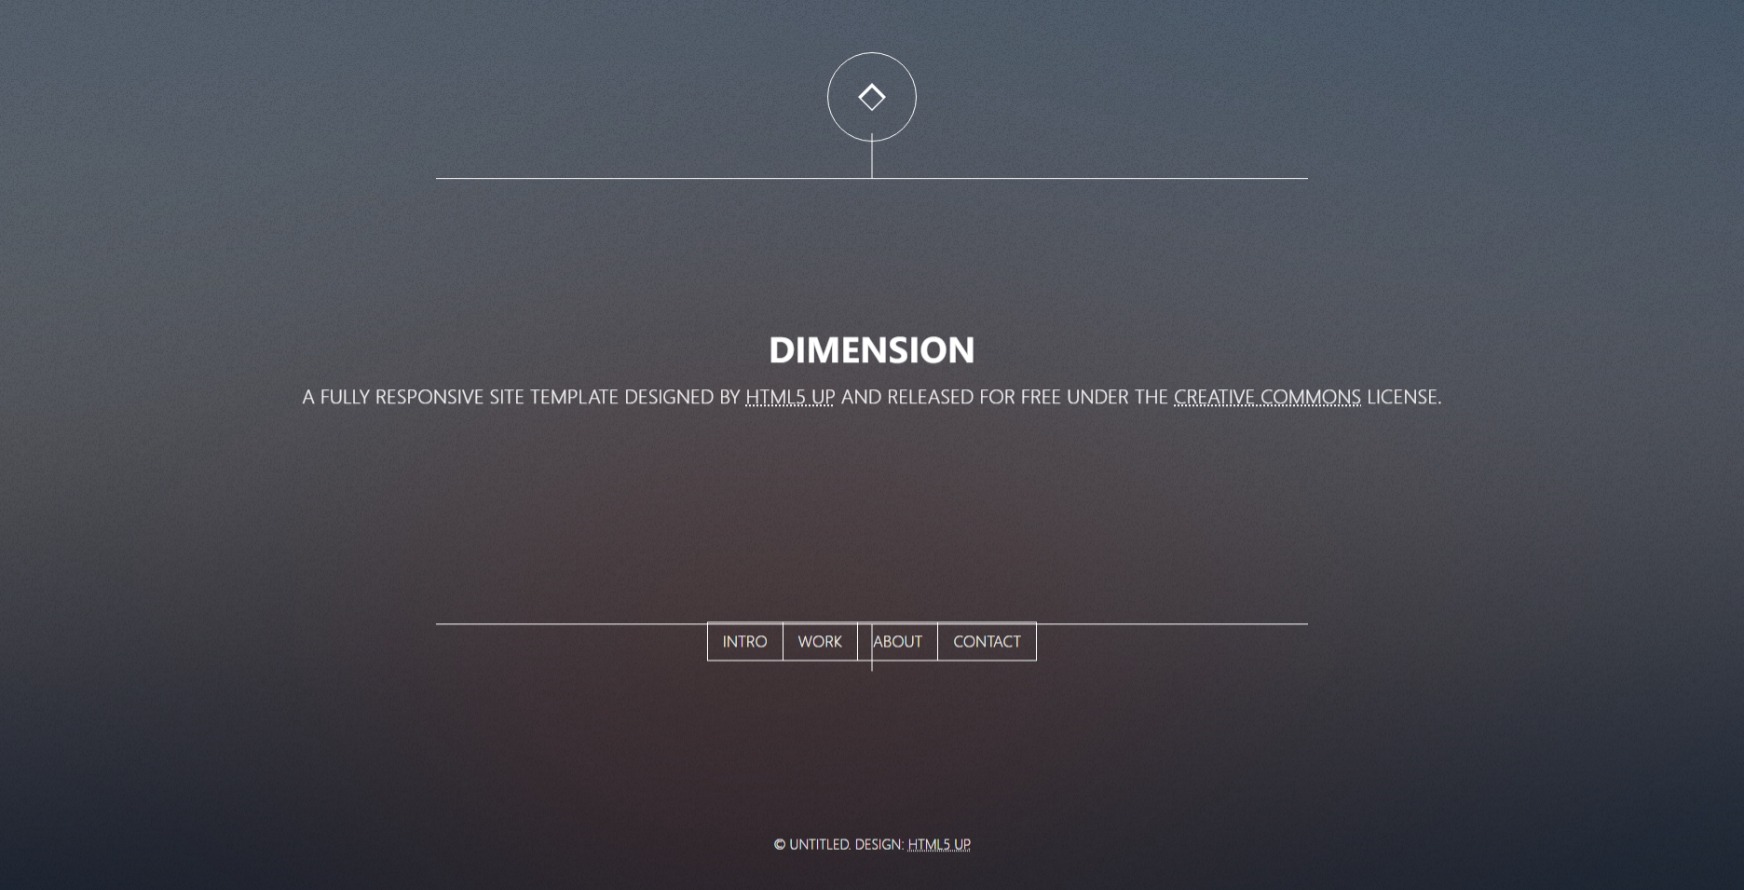 DIMENSION
A FULLY RESPONSIVE SITE TEMPLATE DESIGNED BY HTML5 UP AND RELEASED FOR FREE UNDER THE CREATIVE COMMONS LICENSE.
INTRO WORK ABOUT CONTACT
© UNTITLED. DESIGN: HTML5 UP